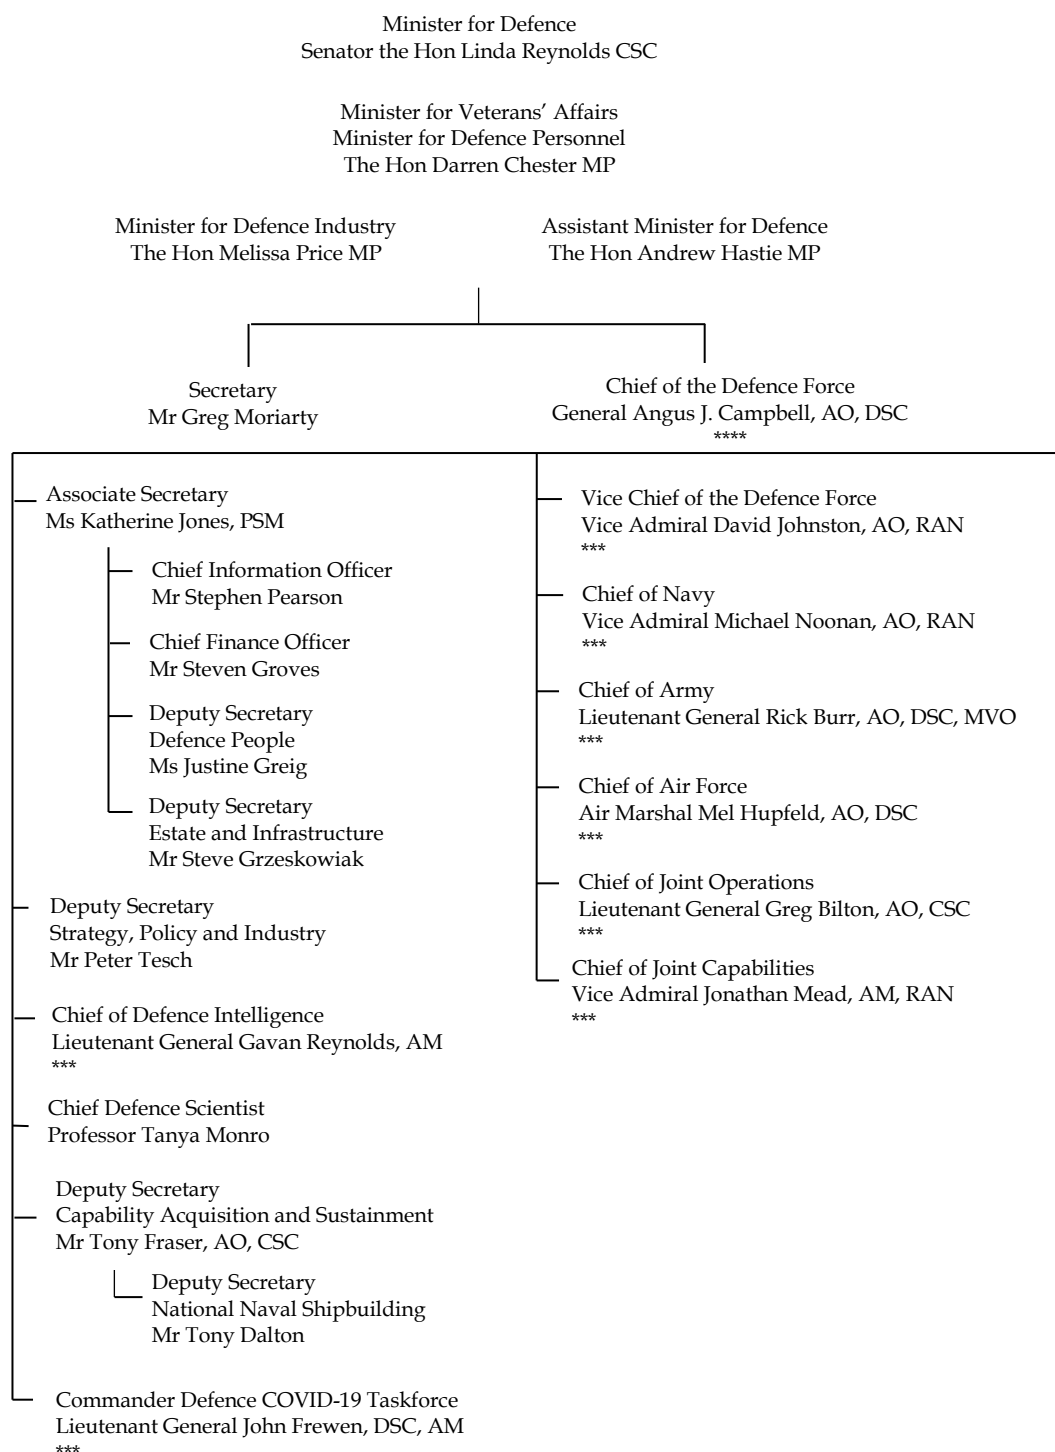 Minister for Defence
Senator the Hon Linda Reynolds CSC
Minister for Veterans’ Affairs
Minister for Defence Personnel
The Hon Darren Chester MP
Minister for Defence Industry
The Hon Melissa Price MP
Assistant Minister for Defence
The Hon Andrew Hastie MP
Secretary
Mr Greg Moriarty
Chief of the Defence Force
General Angus J. Campbell, AO, DSC
****
Associate Secretary
Ms Katherine Jones, PSM
Chief Information Officer
Mr Stephen Pearson
Chief Finance Officer
Mr Steven Groves
Deputy Secretary
Defence People
Ms Justine Greig
Deputy Secretary
Estate and Infrastructure
Mr Steve Grzeskowiak
Deputy Secretary
Strategy, Policy and Industry
Mr Peter Tesch
Chief of Defence Intelligence
Lieutenant General Gavan Reynolds, AM
***
Chief Defence Scientist
Professor Tanya Monro
Deputy Secretary
Capability Acquisition and Sustainment
Mr Tony Fraser, AO, CSC
Deputy Secretary
National Naval Shipbuilding
Mr Tony Dalton
Commander Defence COVID-19 Taskforce
Lieutenant General John Frewen, DSC, AM
***
Vice Chief of the Defence Force
Vice Admiral David Johnston, AO, RAN
***
Chief of Navy
Vice Admiral Michael Noonan, AO, RAN
***
Chief of Army
Lieutenant General Rick Burr, AO, DSC, MVO
***
Chief of Air Force
Air Marshal Mel Hupfeld, AO, DSC
***
Chief of Joint Operations
Lieutenant General Greg Bilton, AO, CSC
***
Chief of Joint Capabilities
Vice Admiral Jonathan Mead, AM, RAN
***